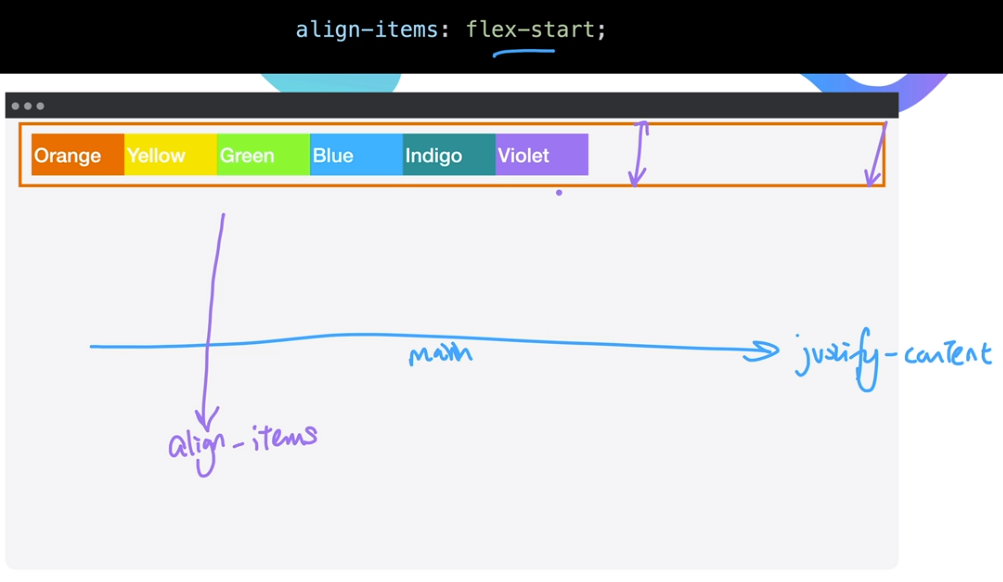 align-items: flex-start;
Orange Yellow Green Blue Indigo Violet
main
justify-content
align-items